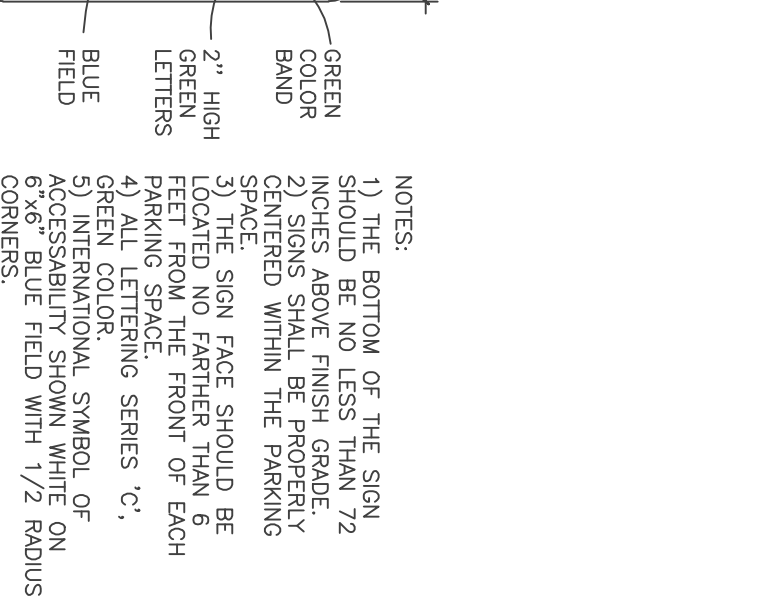 GREEN
COLOR
BAND
2" HIGH
GREEN
LETTERS
BLUE
FIELD
NOTES:
1) THE BOTTOM OF THE SIGN
SHOULD BE NO LESS THAN 72
INCHES ABOVE FINISH GRADE.
2) SIGNS SHALL BE PROPERLY
CENTERED WITHIN THE PARKING
SPACE.
3) THE SIGN FACE SHOULD BE
LOCATED NO FARTHER THAN 6
FEET FROM THE FRONT OF EACH
PARKING SPACE.
4) ALL LETTERING SERIES 'C',
GREEN COLOR.
5) INTERNATIONAL SYMBOL OF
ACCESSABILITY SHOWN WHITE ON
6"x6" BLUE FIELD WITH 1/2 RADIUS
CORNERS.